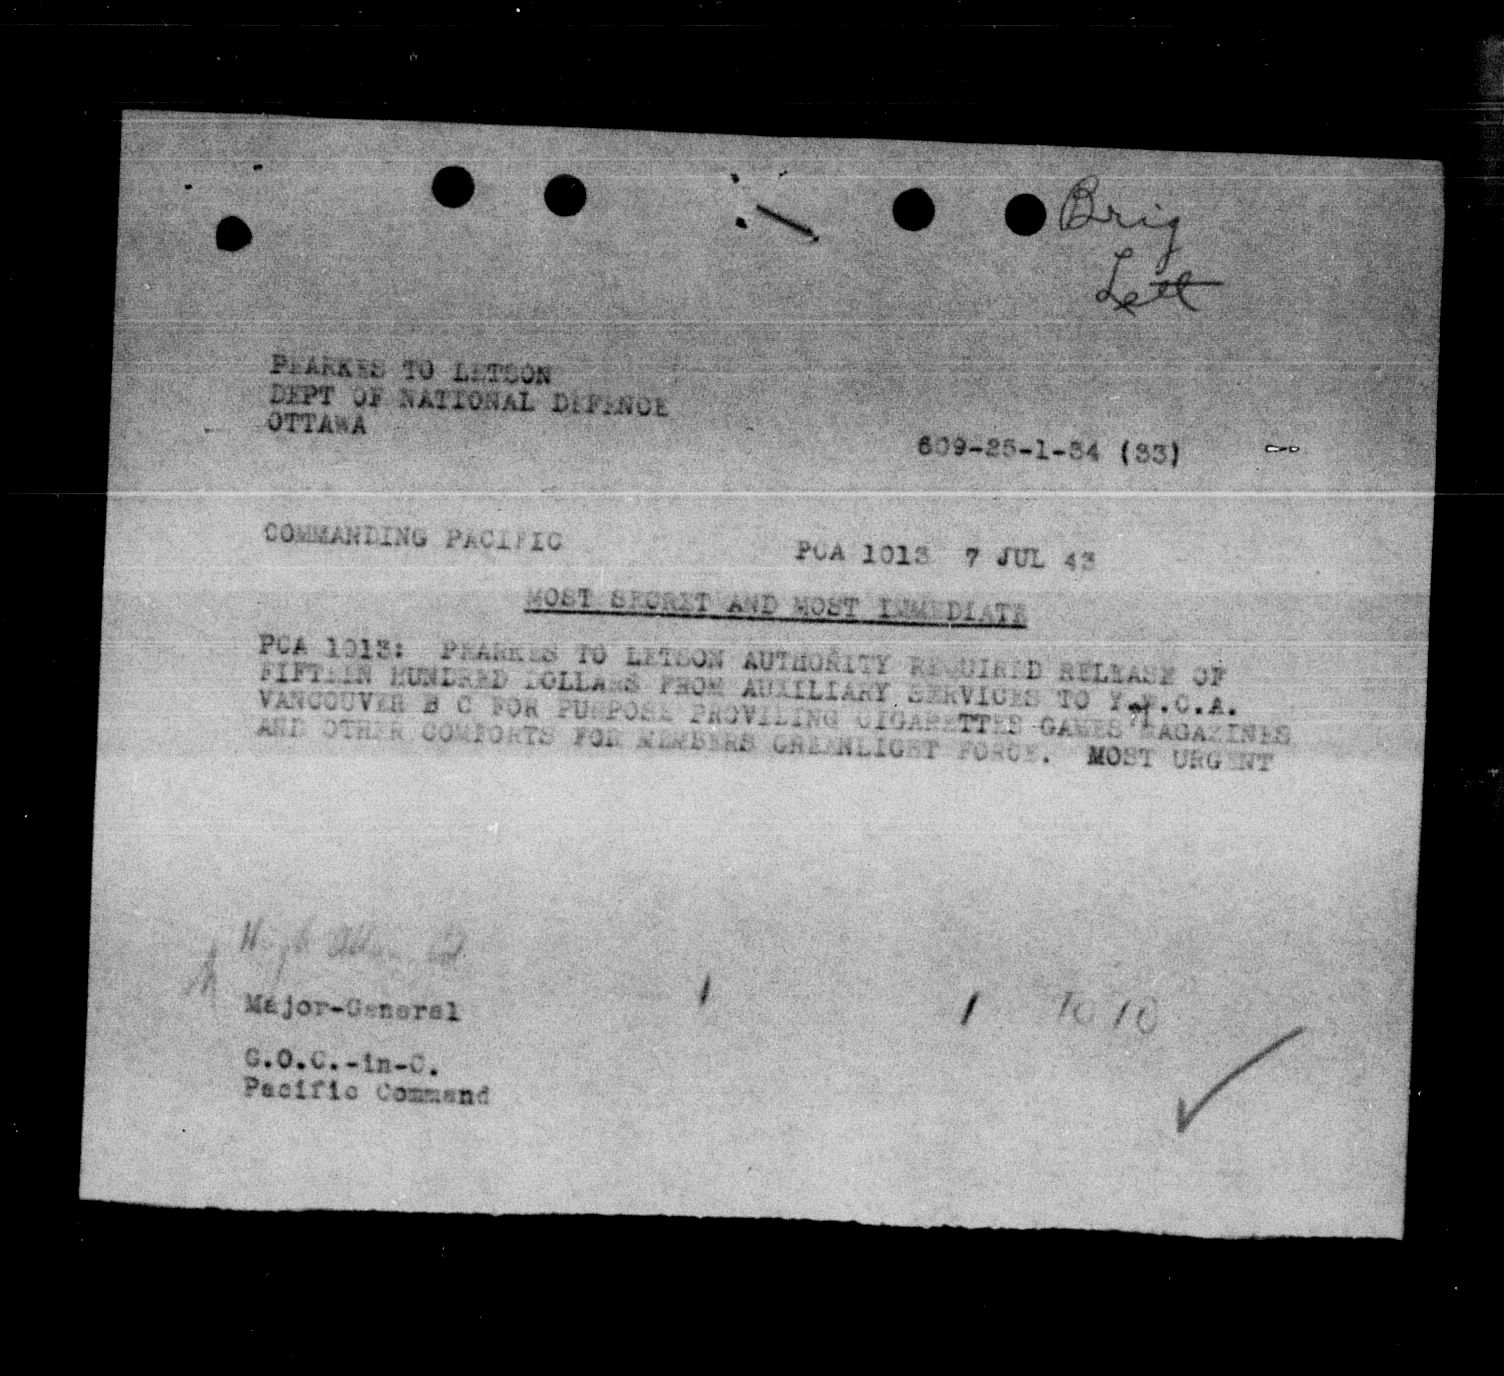 Brig
Lett
PEARKES TO LETSON
DEPT OF NATIONAL DEFENCE
OTTAWA
609-25-1-34 (33)
COMMANDING PACIFIC
PCA 1013 7 JUL 43
MOST SECRET AND MOST IMMEDIATE
PCA 1013: PEARKES TO LETSON AUTHORITY REQUIRED RELEASE OF
FIFTEEN HUNDRED DOLLARS FROM AUXILIARY SERVICES TO Y.M.C.A.
VANCOUVER B C FOR PURPOSE PROVIDING CIGARETTES GAMES MAGAZINES
AND OTHER COMFORTS FOR MEMBERS GREENLIGHT FORCE. MOST URGENT
Major-General
G.O.C.-in-C.
Pacific Command